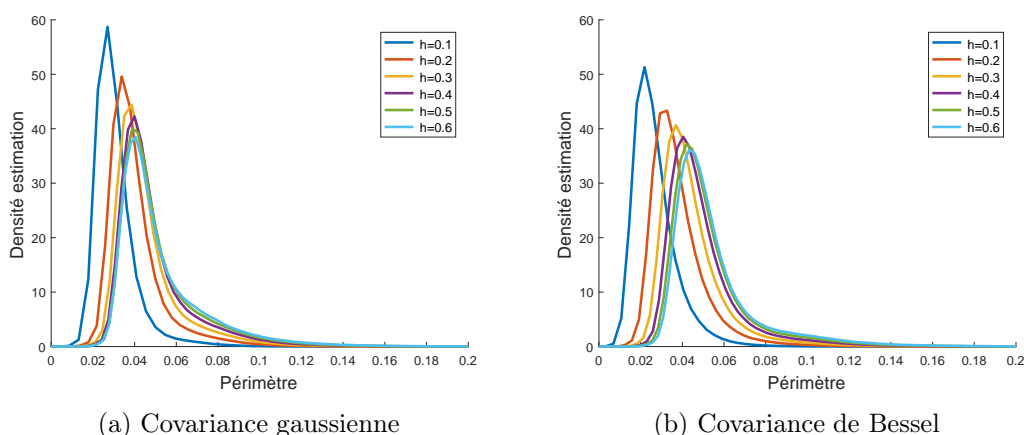 60
50
40
30
20
10
0
Densité estimation
0 0.02 0.04 0.06 0.08 0.1 0.12 0.14 0.16 0.18 0.2
Périmètre
h=0.1
h=0.2
h=0.3
h=0.4
h=0.5
h=0.6
(a) Covariance gaussienne
60
50
40
30
20
10
0
Densité estimation
0 0.02 0.04 0.06 0.08 0.1 0.12 0.14 0.16 0.18 0.2
Périmètre
h=0.1
h=0.2
h=0.3
h=0.4
h=0.5
h=0.6
(b) Covariance de Bessel